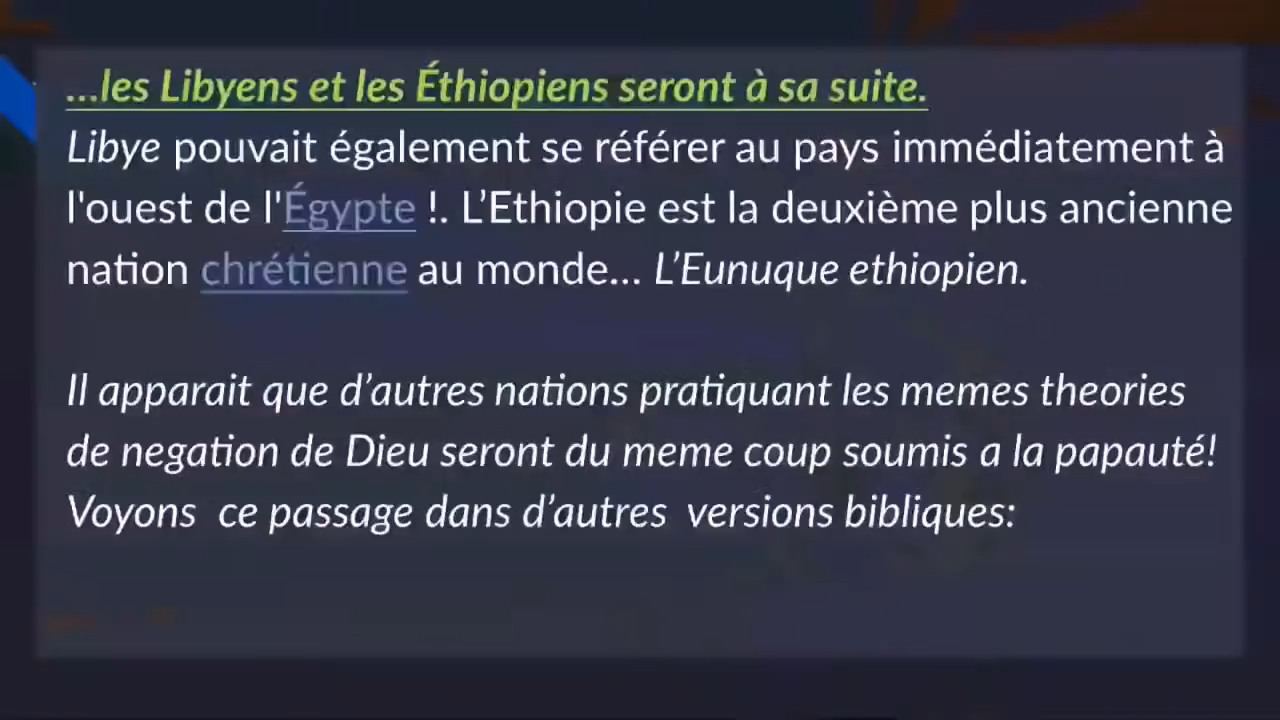 ...les Libyens et les Éthiopiens seront à sa suite.
Libye pouvait également se référer au pays immédiatement à
l'ouest de l'Égypte !. L’Ethiopie est la deuxième plus ancienne
nation chrétienne au monde... L’Eunuque ethiopien.
Il apparait que d’autres nations pratiquant les memes theories
de negation de Dieu seront du meme coup soumis a la papauté!
Voyons ce passage dans d’autres versions bibliques: